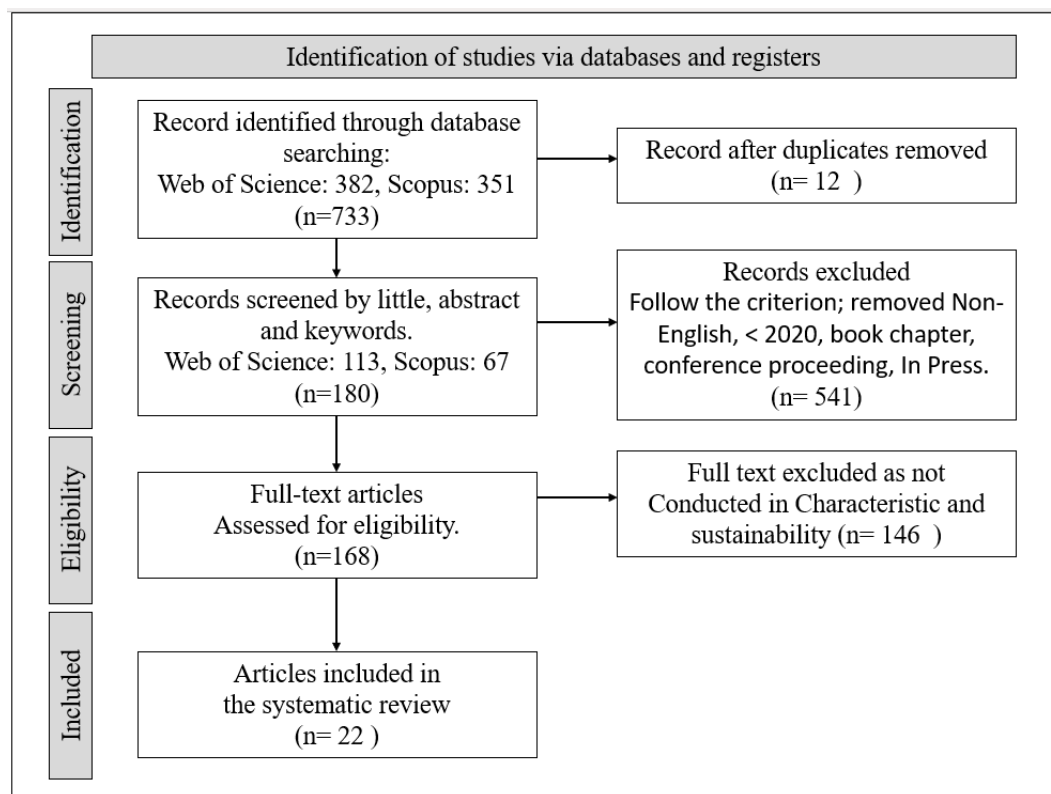 Identification of studies via databases and registers
Identification
Record identified through database
searching:
Web of Science: 382, Scopus: 351
(n=733)
Record after duplicates removed
(n= 12 )
Screening
Records screened by little, abstract
and keywords.
Web of Science: 113, Scopus: 67
(n=180)
Records excluded
Follow the criterion; removed Non-
English, < 2020, book chapter,
conference proceeding, In Press.
(n= 541)
Eligibility
Full-text articles
Assessed for eligibility.
(n=168)
Full text excluded as not
Conducted in Characteristic and
sustainability (n= 146 )
Included
Articles included in
the systematic review
(n= 22 )